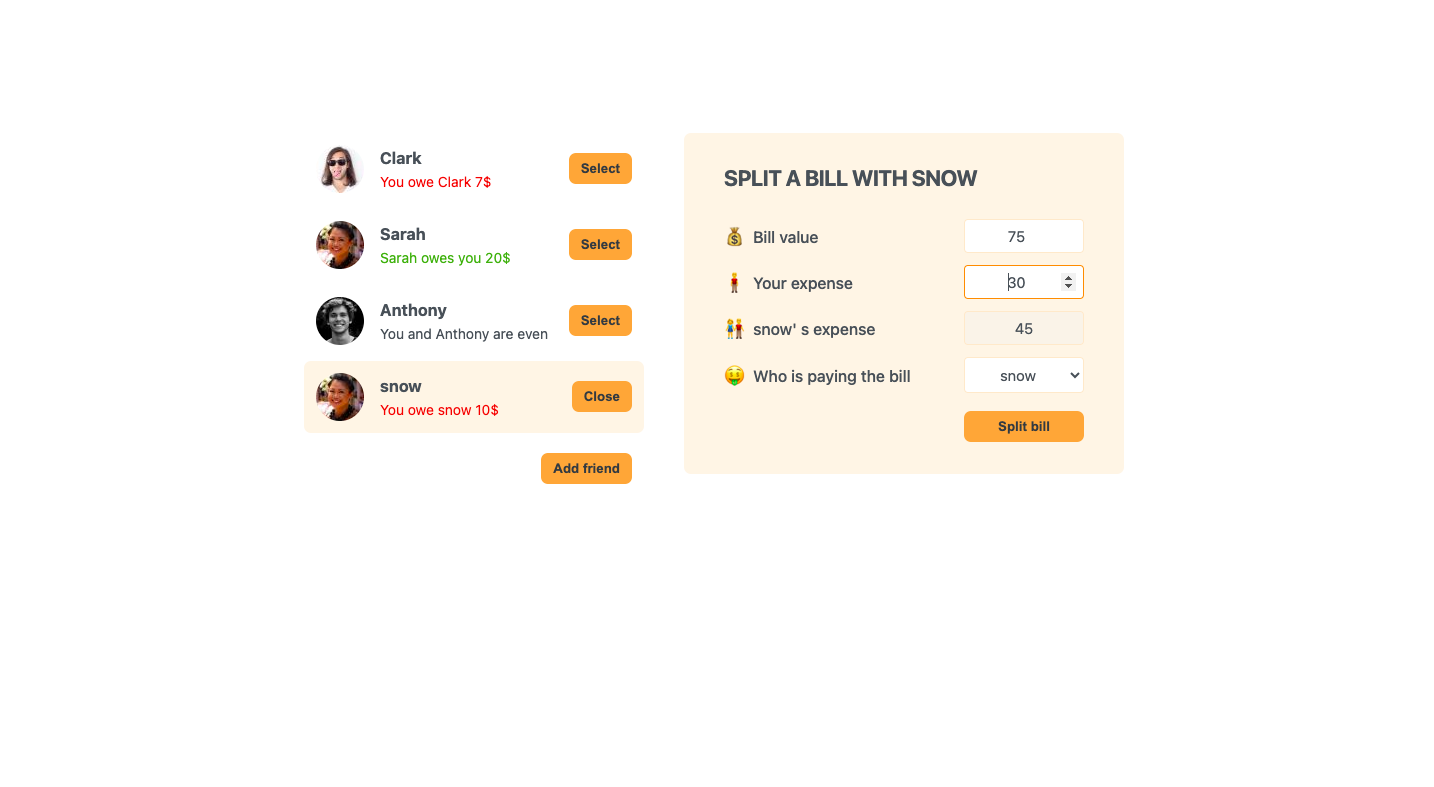 Clark
You owe Clark 7$
Select
Sarah
Sarah owes you 20$
Select
Anthony
You and Anthony are even
Select
snow
You owe snow 10$
Close
Add friend
SPLIT A BILL WITH SNOW
💰 Bill value
75
🧍‍♂️ Your expense
30
👫 snow' s expense
45
🤑 Who is paying the bill
snow
Split bill